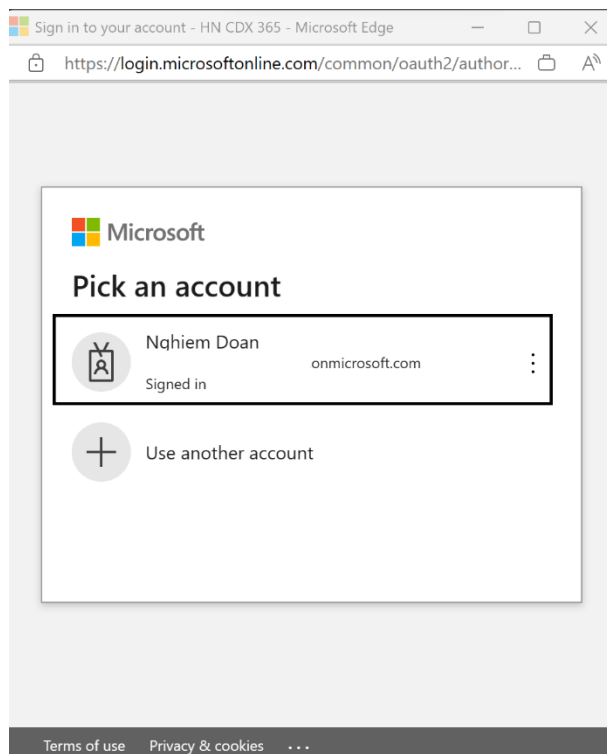 Sign in to your account - HN CDX 365 - Microsoft Edge
https://login.microsoftonline.com/common/oauth2/author...
Microsoft
Pick an account
Nghiem Doan
onmicrosoft.com
Signed in
Use another account
Terms of use Privacy & cookies ...